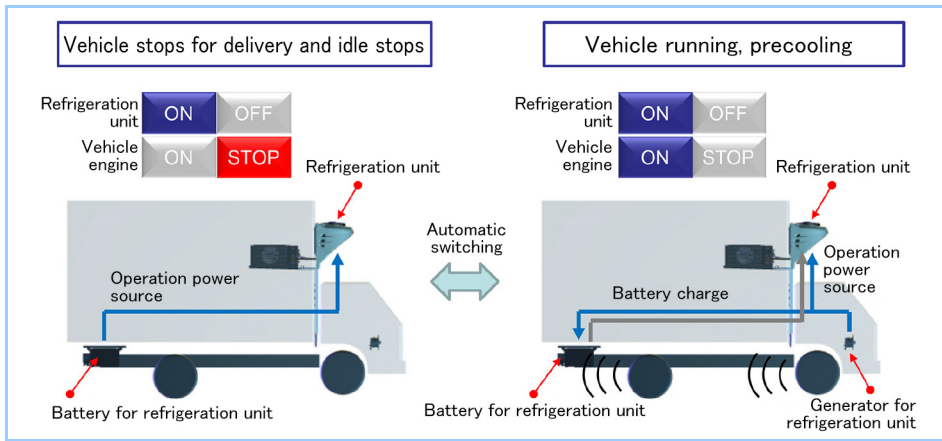 Vehicle stops for delivery and idle stops
Refrigeration
unit
ON
OFF
Vehicle
engine
ON
STOP
Refrigeration unit
Operation power
source
Battery for refrigeration unit
Automatic
switching
Vehicle running, precooling
Refrigeration
unit
ON
OFF
Vehicle
engine
ON
STOP
Refrigeration unit
Operation
power
source
Battery charge
Battery for refrigeration unit
Generator for
refrigeration unit